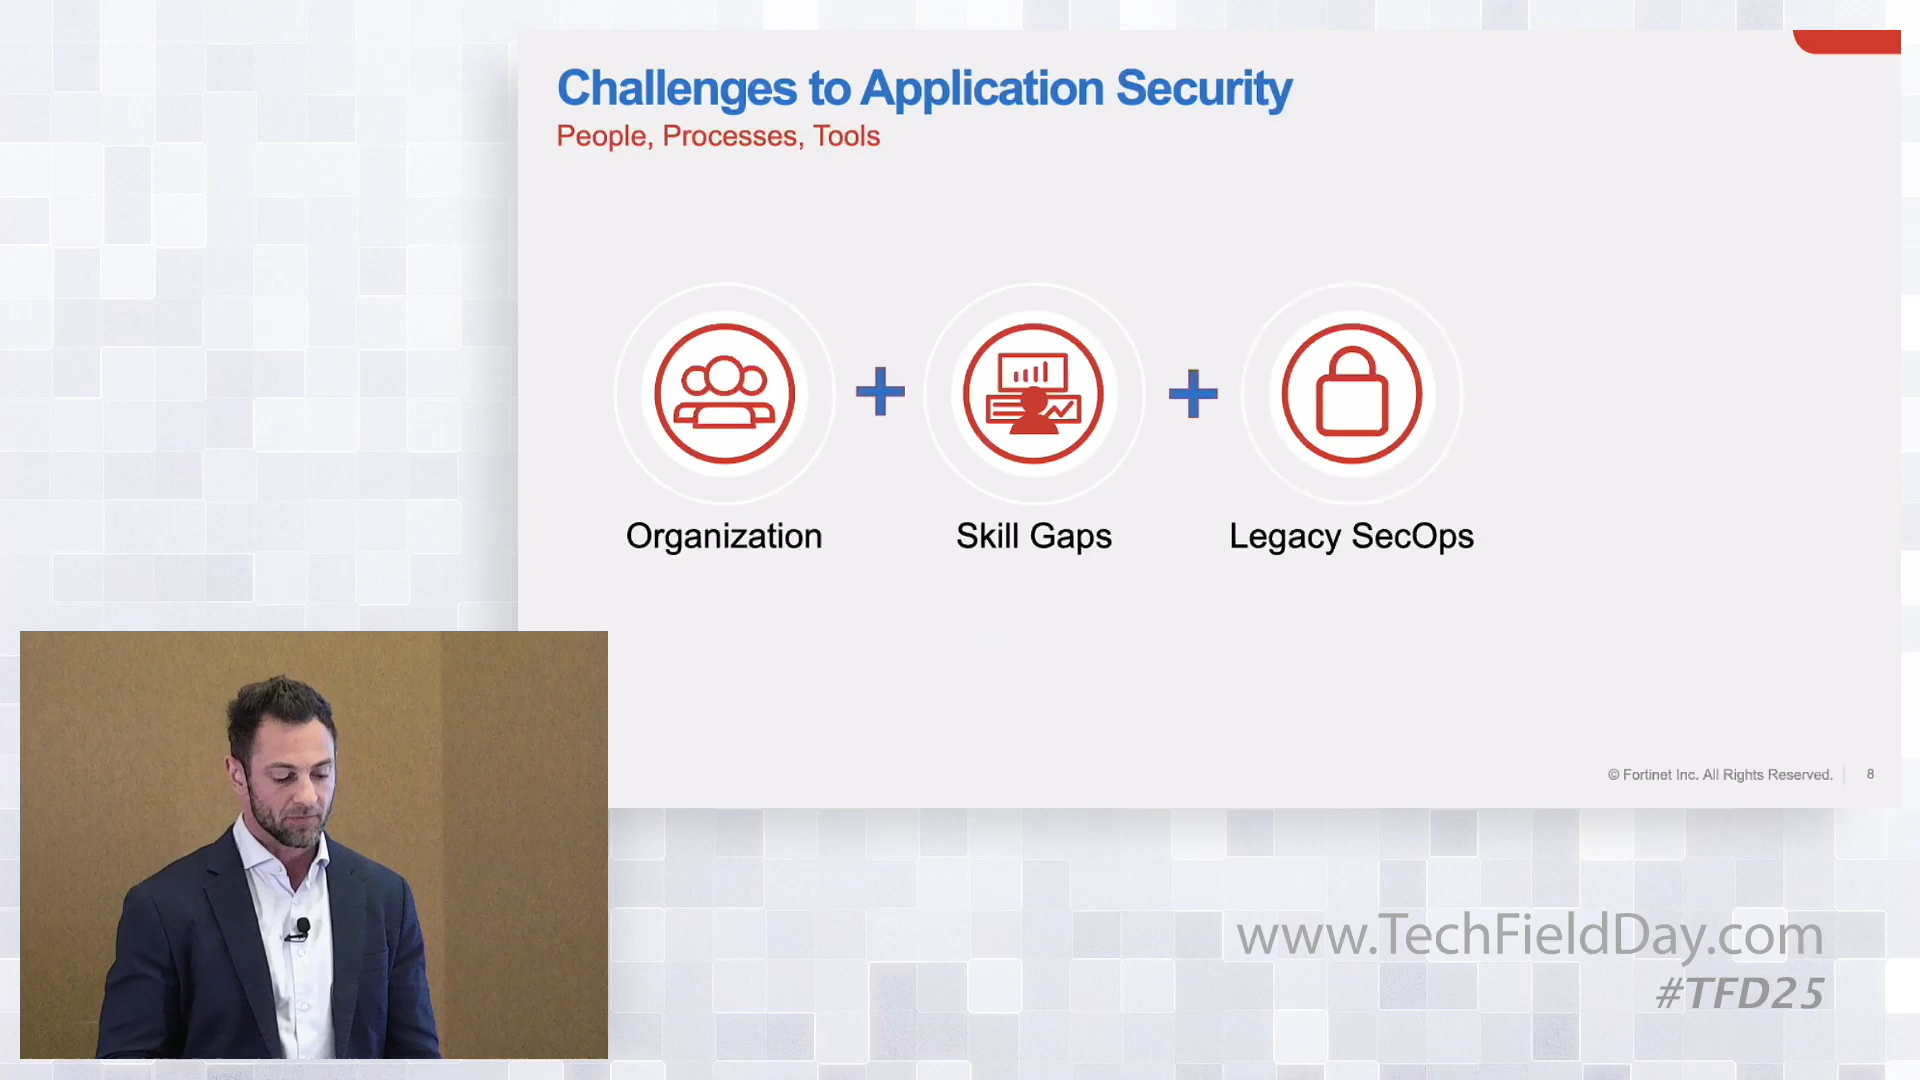 Challenges to Application Security
People, Processes, Tools
Organization
Skill Gaps
Legacy SecOps
© Fortinet Inc. All Rights Reserved.
8
www.TechFieldDay.com
#TFD25